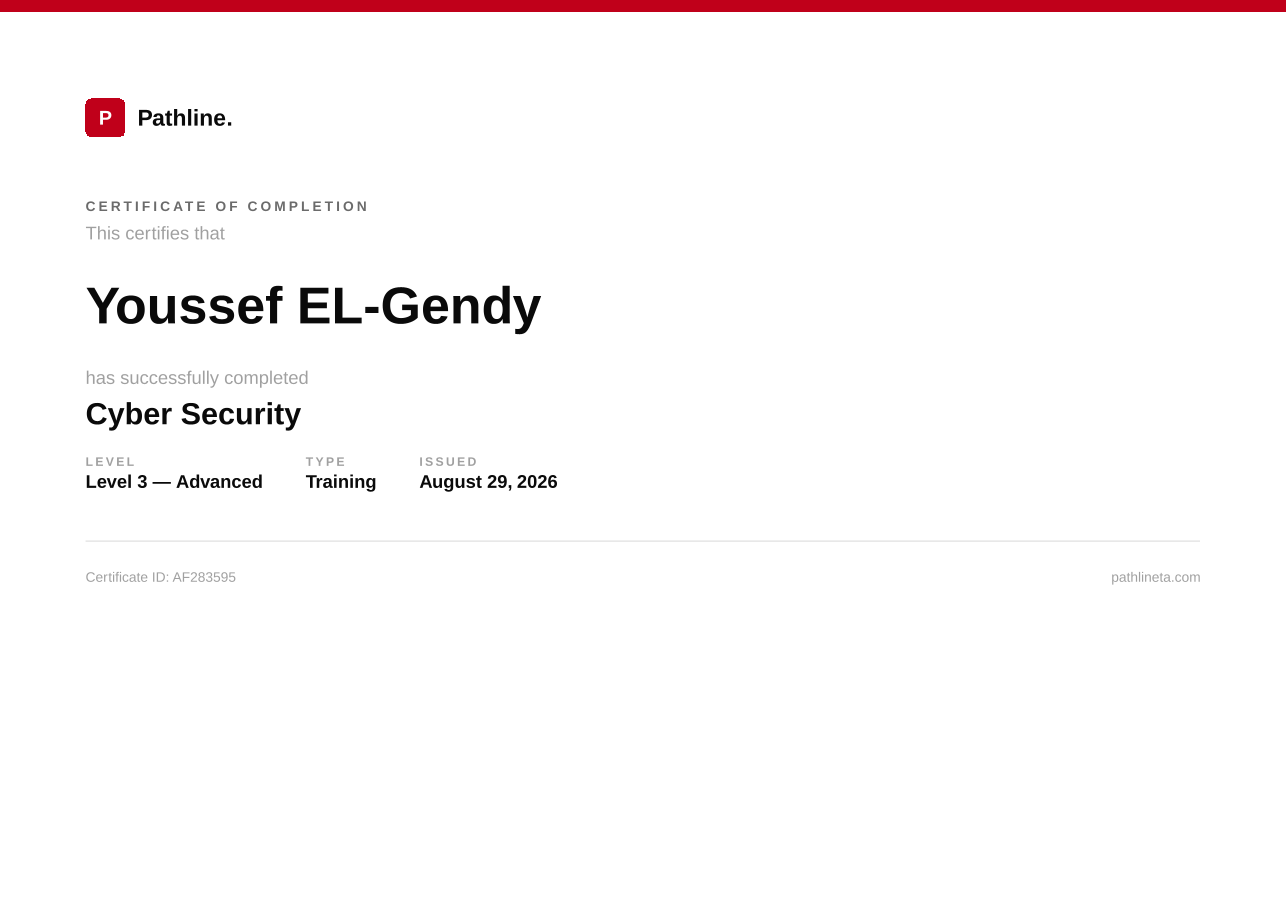 P Pathline.
CERTIFICATE OF COMPLETION
This certifies that
Youssef EL-Gendy
has successfully completed
Cyber Security
LEVEL TYPE ISSUED
Level 3 — Advanced Training August 29, 2026
Certificate ID: AF283595 pathlineta.com